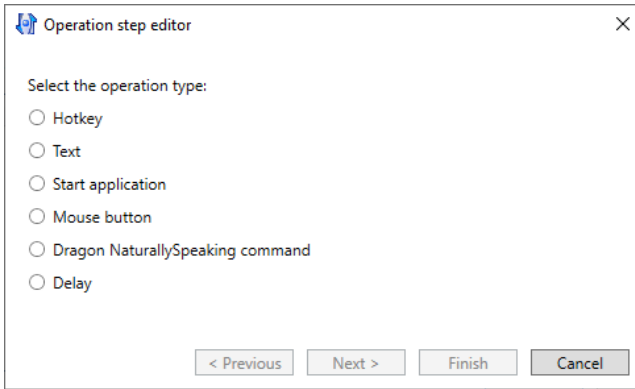 Operation step editor
Select the operation type:
Hotkey
Text
Start application
Mouse button
Dragon NaturallySpeaking command
Delay
< Previous Next > Finish Cancel